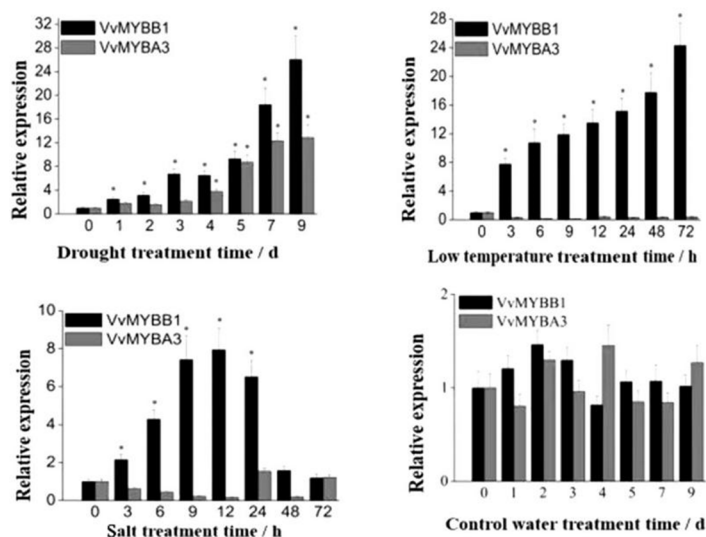 VvMYBB1
VvMYBA3
Relative expression
32
28
24
20
16
12
8
4
0
* * * * * * * * * *
0 1 2 3 4 5 7 9
Drought treatment time / d
VvMYBB1
VvMYBA3
Relative expression
28
24
20
16
12
8
4
0
* * * * * * *
0 3 6 9 12 24 48 72
Low temperature treatment time / h
VvMYBB1
VvMYBA3
Relative expression
10
8
6
4
2
0
* * * * *
0 3 6 9 12 24 48 72
Salt treatment time / h
VvMYBB1
VvMYBA3
Relative expression
2
1
0
0 1 2 3 4 5 7 9
Control water treatment time / d